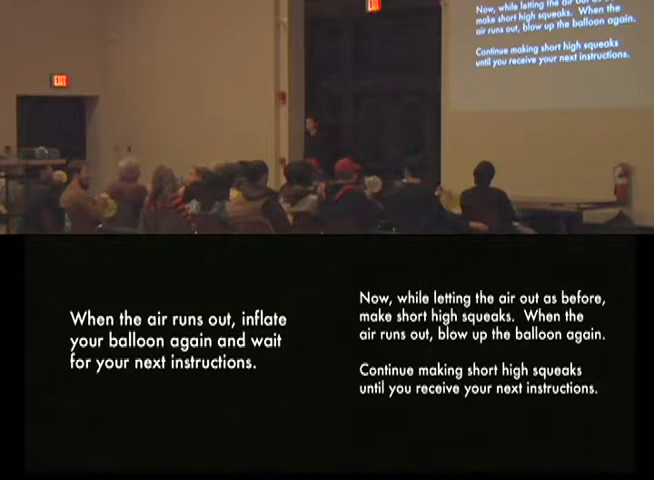 EXIT
EXIT
Now, while letting the air out as before,
make short high squeaks. When the
air runs out, blow up the balloon again.
Continue making short high squeaks
until you receive your next instructions.
When the air runs out, inflate
your balloon again and wait
for your next instructions.
Now, while letting the air out as before,
make short high squeaks. When the
air runs out, blow up the balloon again.
Continue making short high squeaks
until you receive your next instructions.